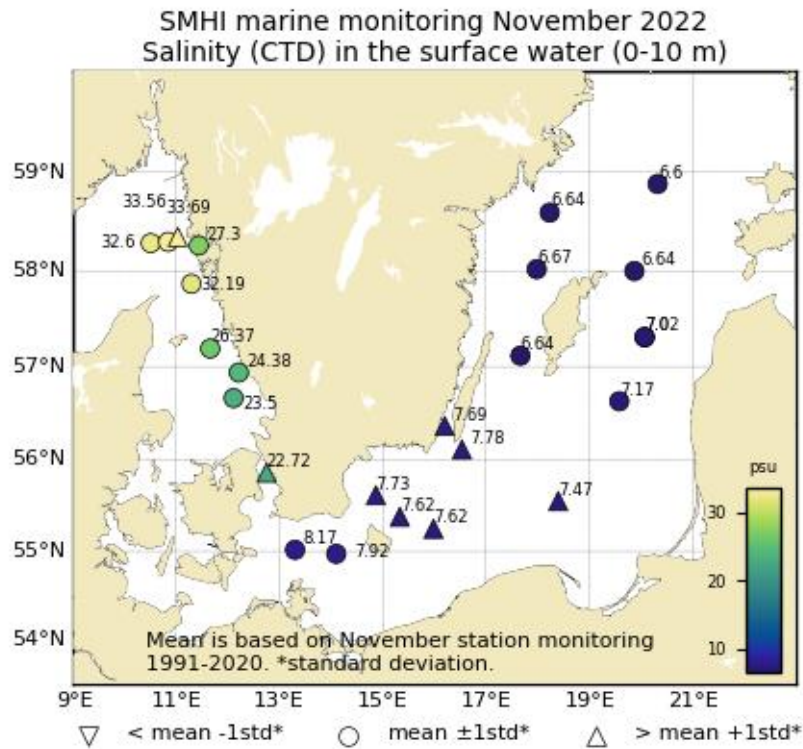 SMHI marine monitoring November 2022
Salinity (CTD) in the surface water (0-10 m)
59°N
58°N
57°N
56°N
55°N
54°N
33.56
33.69
32.6
27.3
32.19
26.37
24.38
23.5
22.72
6.6
6.64
6.67
6.64
6.64
7.02
7.17
7.69
7.78
7.73
7.62
7.62
7.47
8.17
7.92
psu
30
20
10
Mean is based on November station monitoring
1991-2020. *standard deviation.
9°E 11°E 13°E 15°E 17°E 19°E 21°E
< mean -1std* mean ±1std* > mean +1std*